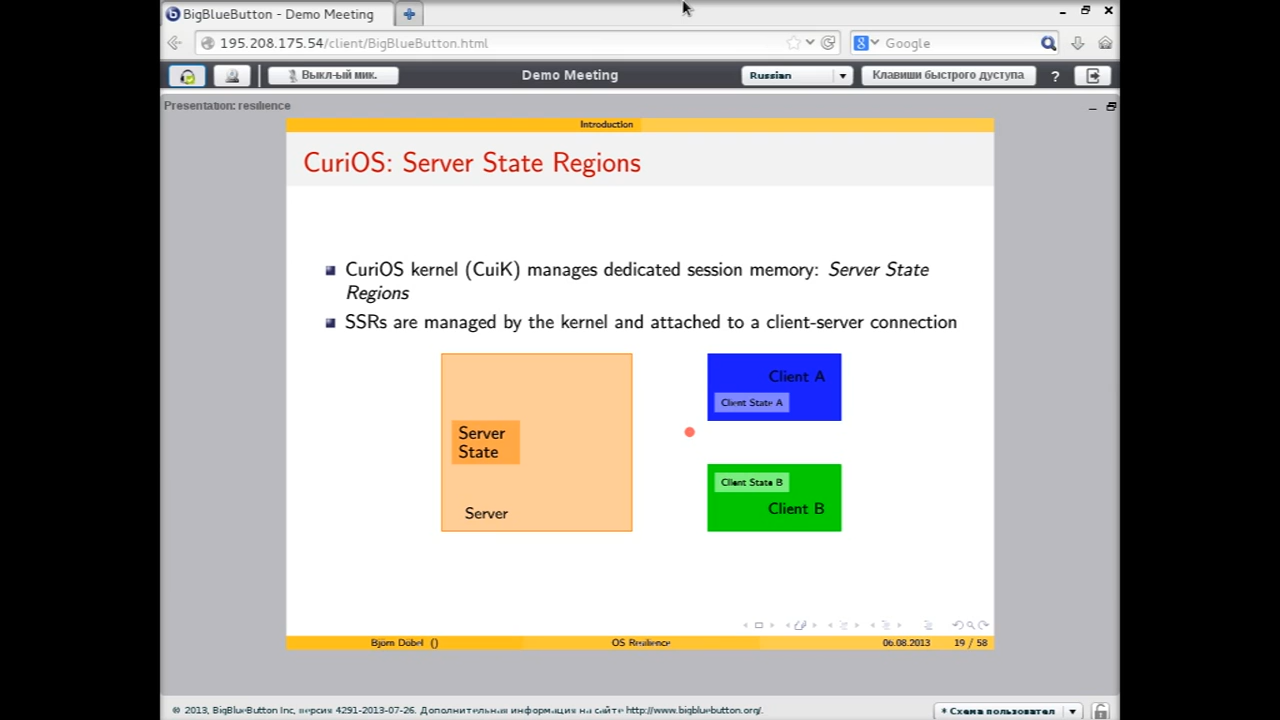 BigBlueButton - Demo Meeting
195.208.175.54/client/BigBlueButton.html
Google
Выкл-ый мик.
Demo Meeting
Russian
Клавиши быстрого доступа
?
Presentation: resilience
Introduction
CuriOS: Server State Regions
CuriOS kernel (CuiK) manages dedicated session memory: Server State
Regions
SSRs are managed by the kernel and attached to a client-server connection
Client A
Client State A
Server
State
Client State B
Client B
Server
Björn Döbel ()
OS Resilience
06.08.2013
19 / 58
© 2013, BigBlueButton Inc, версия 4291-2013-07-26. Дополнительная информация на сайте http://www.bigbluebutton.org/.
* Схема пользовател